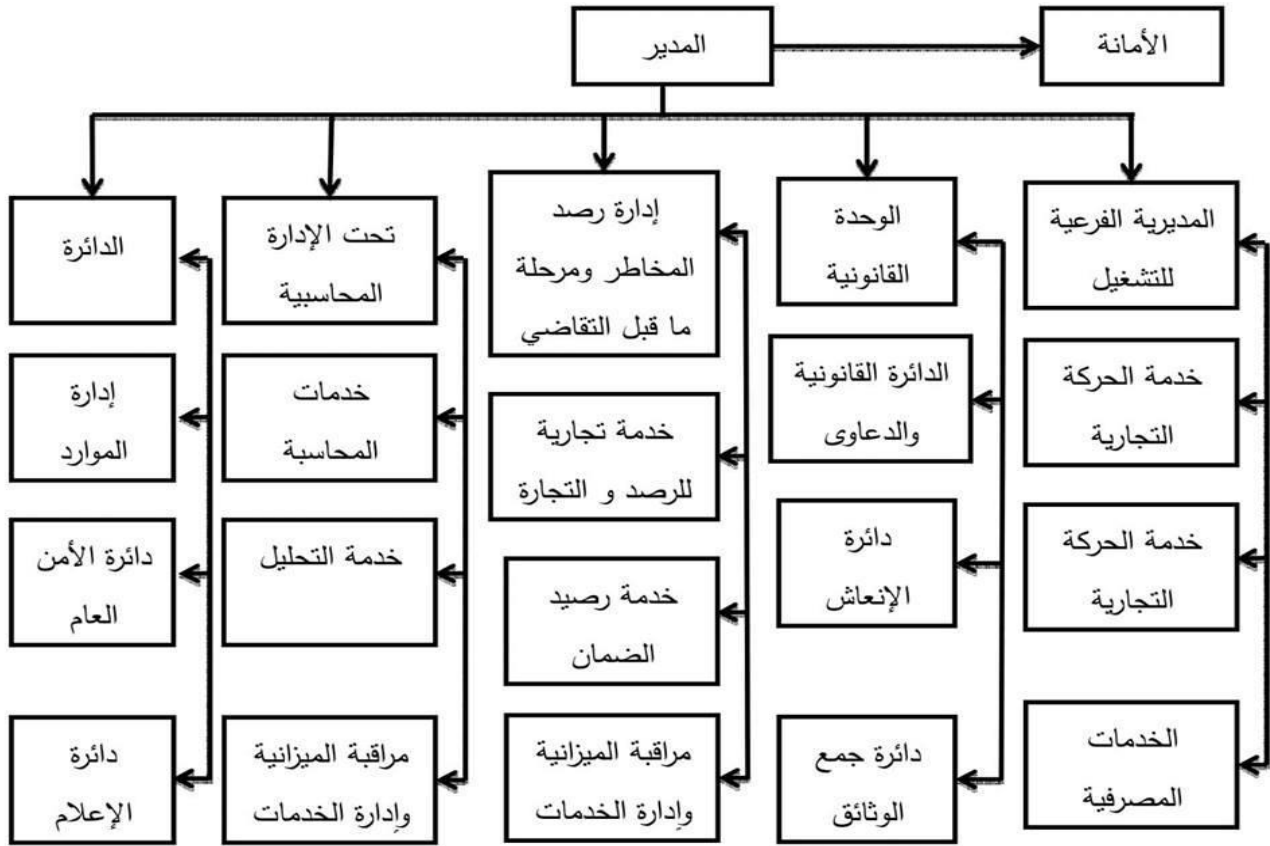 الأمانة
المدير
المديرية الفرعية
للتشغيل
الوحدة
القانونية
إدارة رصد
المخاطر ومرحلة
ما قبل التقاضي
تحت الإدارة
المحاسبية
الدائرة
خدمة الحركة
التجارية
الدائرة القانونية
والدعاوى
خدمة تجارية
للرصد و التجارة
خدمات
المحاسبة
إدارة
الموارد
خدمة الحركة
التجارية
دائرة
الإنعاش
خدمة رصيد
الضمان
خدمة التحليل
دائرة الأمن
العام
الخدمات
المصرفية
دائرة جمع
الوثائق
مراقبة الميزانية
وإدارة الخدمات
مراقبة الميزانية
وإدارة الخدمات
دائرة
الإعلام